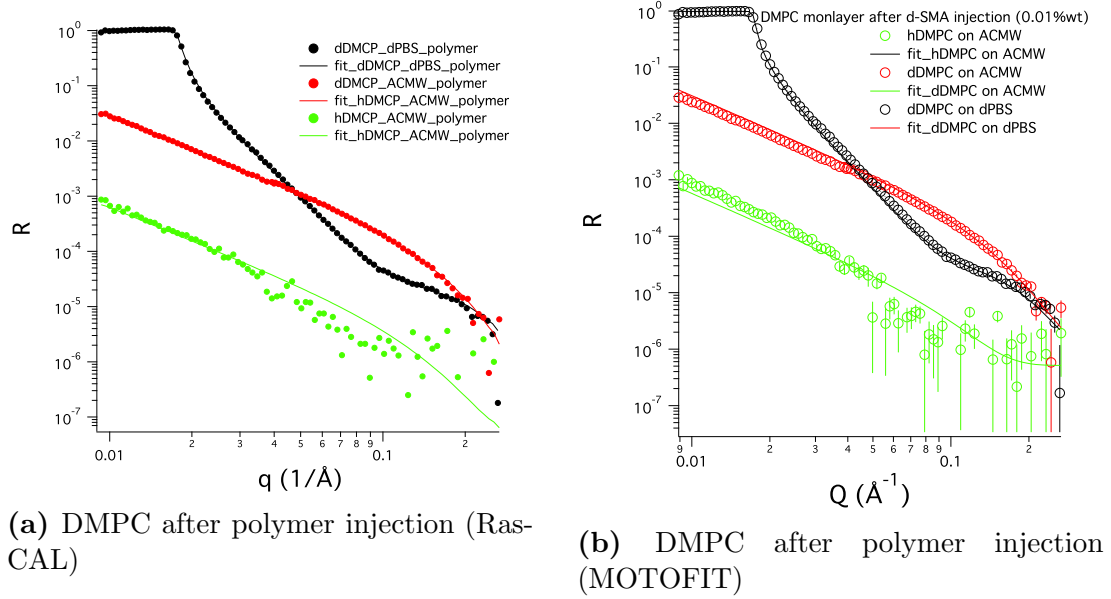 10^0
10^-1
10^-2
10^-3
10^-4
10^-5
10^-6
10^-7
R
dDMCP_dPBS_polymer
fit_dDMCP_dPBS_polymer
dDMCP_ACMW_polymer
fit_hDMCP_ACMW_polymer
hDMCP_ACMW_polymer
fit_hDMCP_ACMW_polymer
0.01 2 3 4 5 6 7 8 9 0.1 2
q (1/Å)
(a) DMPC after polymer injection (Ras-
CAL)
10^0
10^-1
10^-2
10^-3
10^-4
10^-5
10^-6
10^-7
R
DMPC monlayer after d-SMA injection (0.01%wt)
hDMPC on ACMW
fit_hDMPC on ACMW
dDMPC on ACMW
fit_dDMPC on ACMW
dDMPC on dPBS
fit_dDMPC on dPBS
9 0.01 2 3 4 5 6 7 8 9 0.1 2
Q (Å^-1)
(b) DMPC after polymer injection
(MOTOFIT)